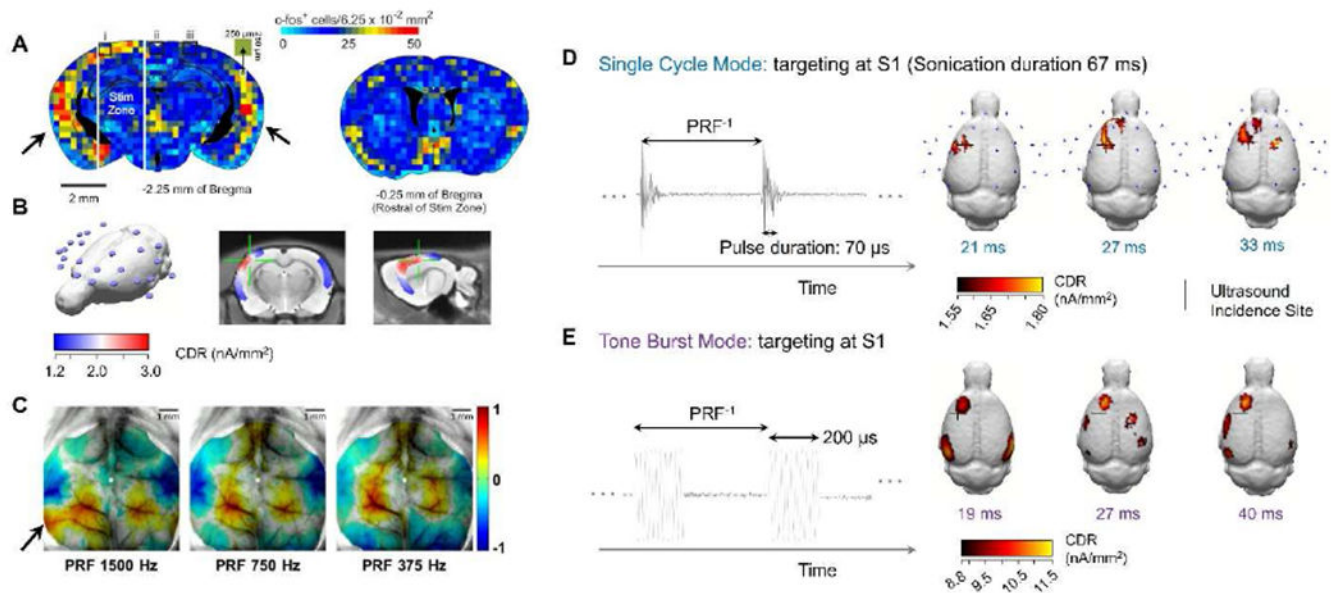 A
c-fos⁺ cells/6.25 x 10⁻² mm²
0 25 50
i
ii
iii
250 μm
250 μm
Stim
Zone
2 mm
-2.25 mm of Bregma
-0.25 mm of Bregma
(Rostral of Stim Zone)
B
CDR (nA/mm²)
1.2 2.0 3.0
C
1 mm
1 mm
1 mm
1
0
-1
PRF 1500 Hz
PRF 750 Hz
PRF 375 Hz
D
Single Cycle Mode: targeting at S1 (Sonication duration 67 ms)
PRF⁻¹
Pulse duration: 70 μs
Time
21 ms
27 ms
33 ms
CDR
(nA/mm²)
1.55
1.65
1.80
Ultrasound
Incidence Site
E
Tone Burst Mode: targeting at S1
PRF⁻¹
200 μs
Time
19 ms
27 ms
40 ms
CDR
(nA/mm²)
8.8
9.5
10.5
11.5